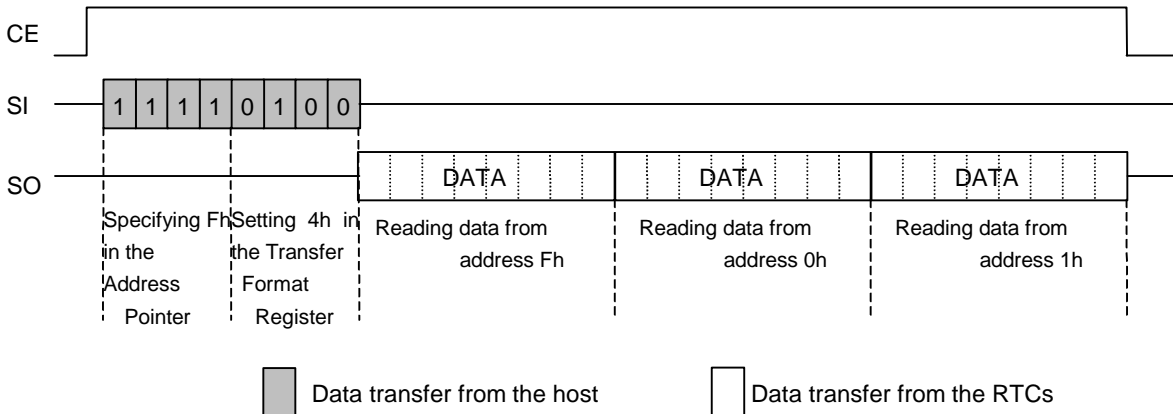 CE
SI
1 1 1 1 0 1 0 0
SO
DATA DATA DATA
Specifying Fh
in the
Address
Pointer
Setting 4h in
the Transfer
Format
Register
Reading data from
address Fh
Reading data from
address 0h
Reading data from
address 1h
Data transfer from the host
Data transfer from the RTCs